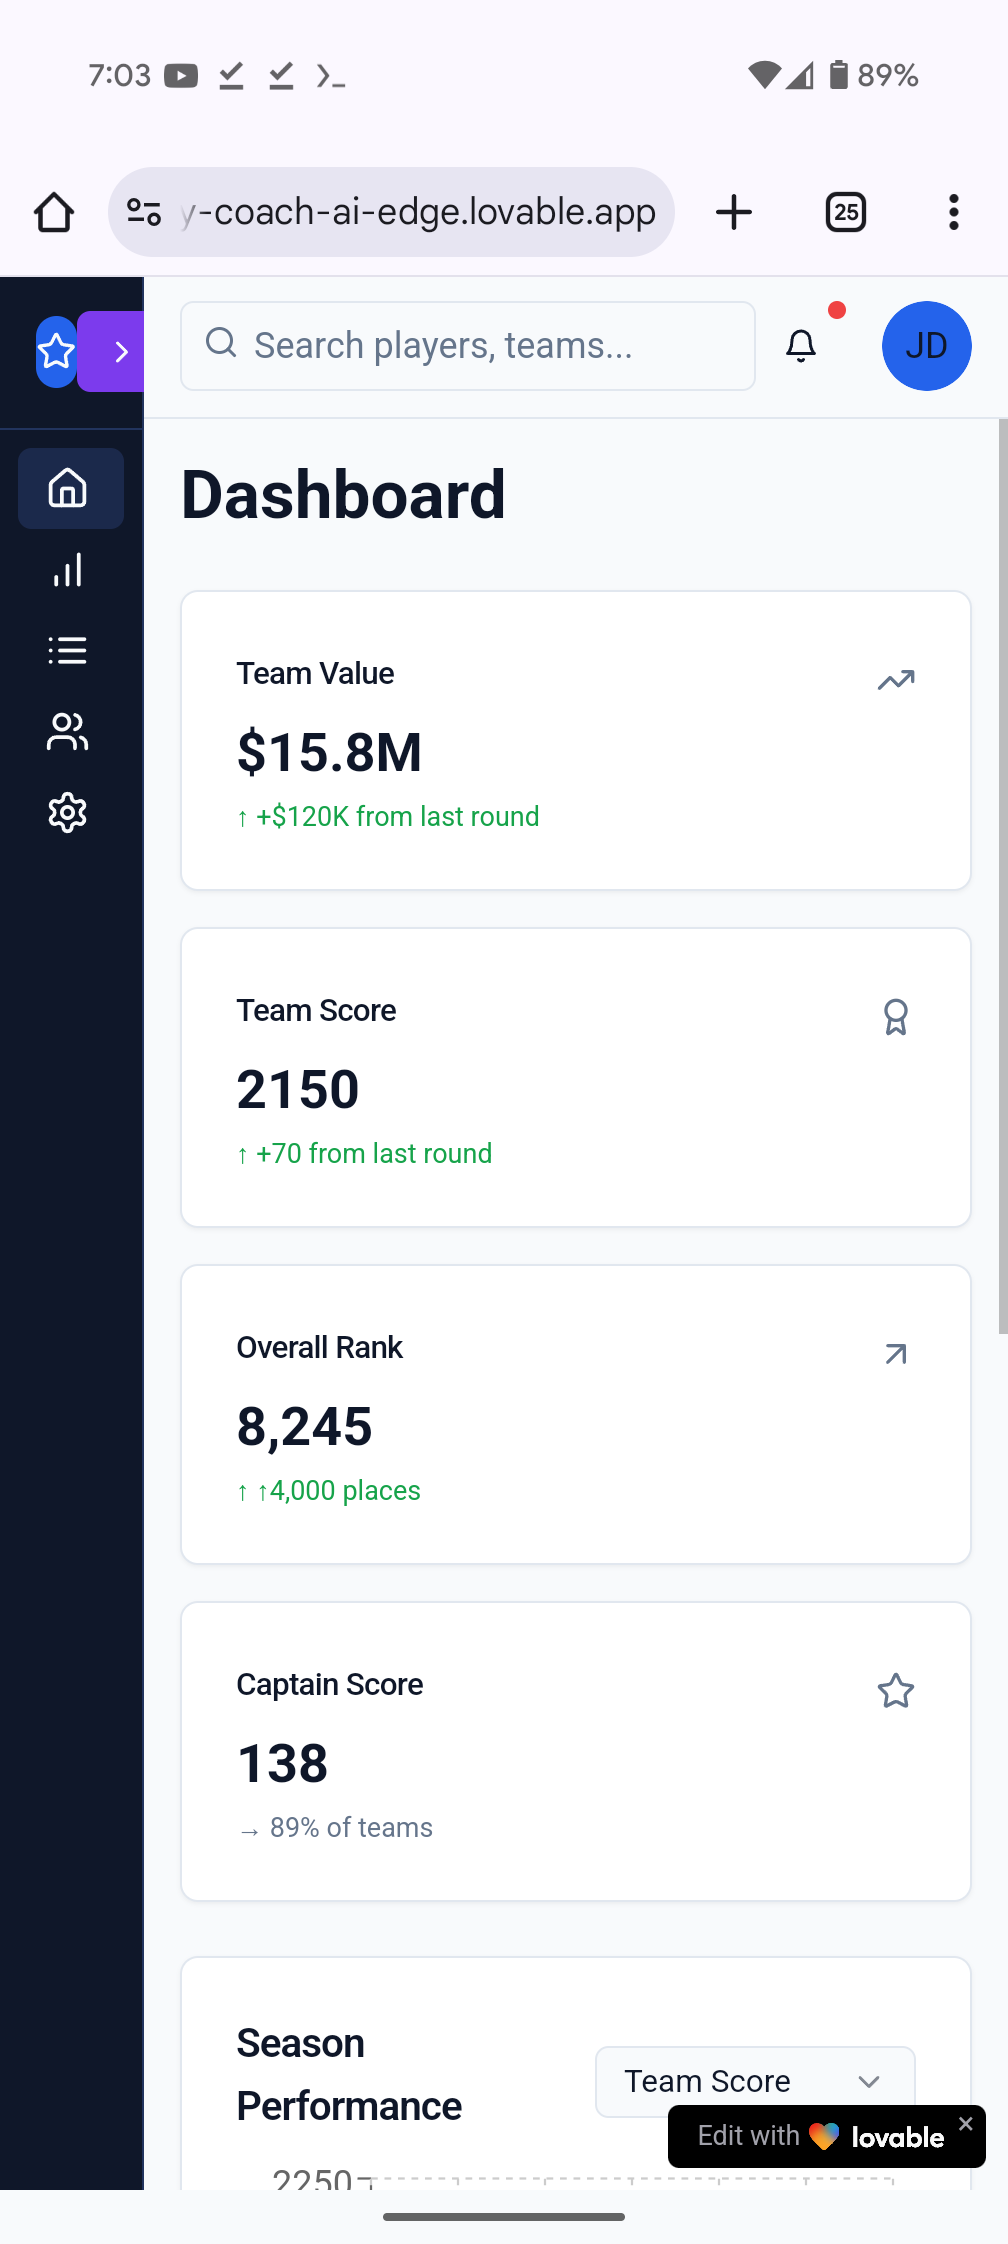 7:03
89%
y-coach-ai-edge.lovable.app
25
Search players, teams...
JD
Dashboard
Team Value
$15.8M
↑ +$120K from last round
Team Score
2150
↑ +70 from last round
Overall Rank
8,245
↑ ↑4,000 places
Captain Score
138
→ 89% of teams
Season
Performance
Team Score
Edit with lovable
2250